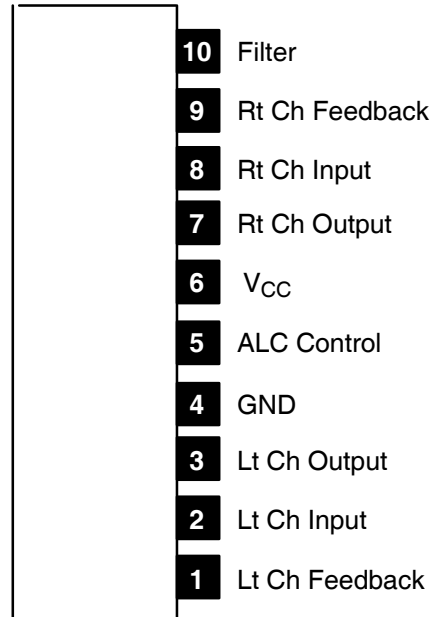 10 Filter
9 Rt Ch Feedback
8 Rt Ch Input
7 Rt Ch Output
6 VCC
5 ALC Control
4 GND
3 Lt Ch Output
2 Lt Ch Input
1 Lt Ch Feedback